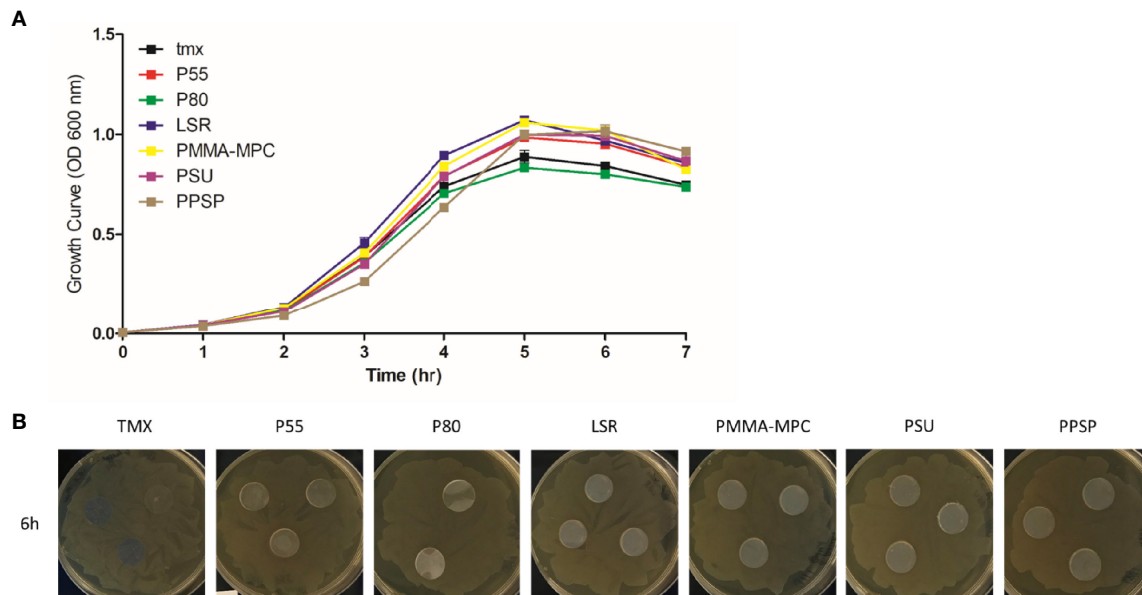 A
1.5
1.0
0.5
0.0
Growth Curve (OD 600 nm)
tmx
P55
P80
LSR
PMMA-MPC
PSU
PPSP
0 1 2 3 4 5 6 7
Time (hr)
B
TMX P55 P80 LSR PMMA-MPC PSU PPSP
6h